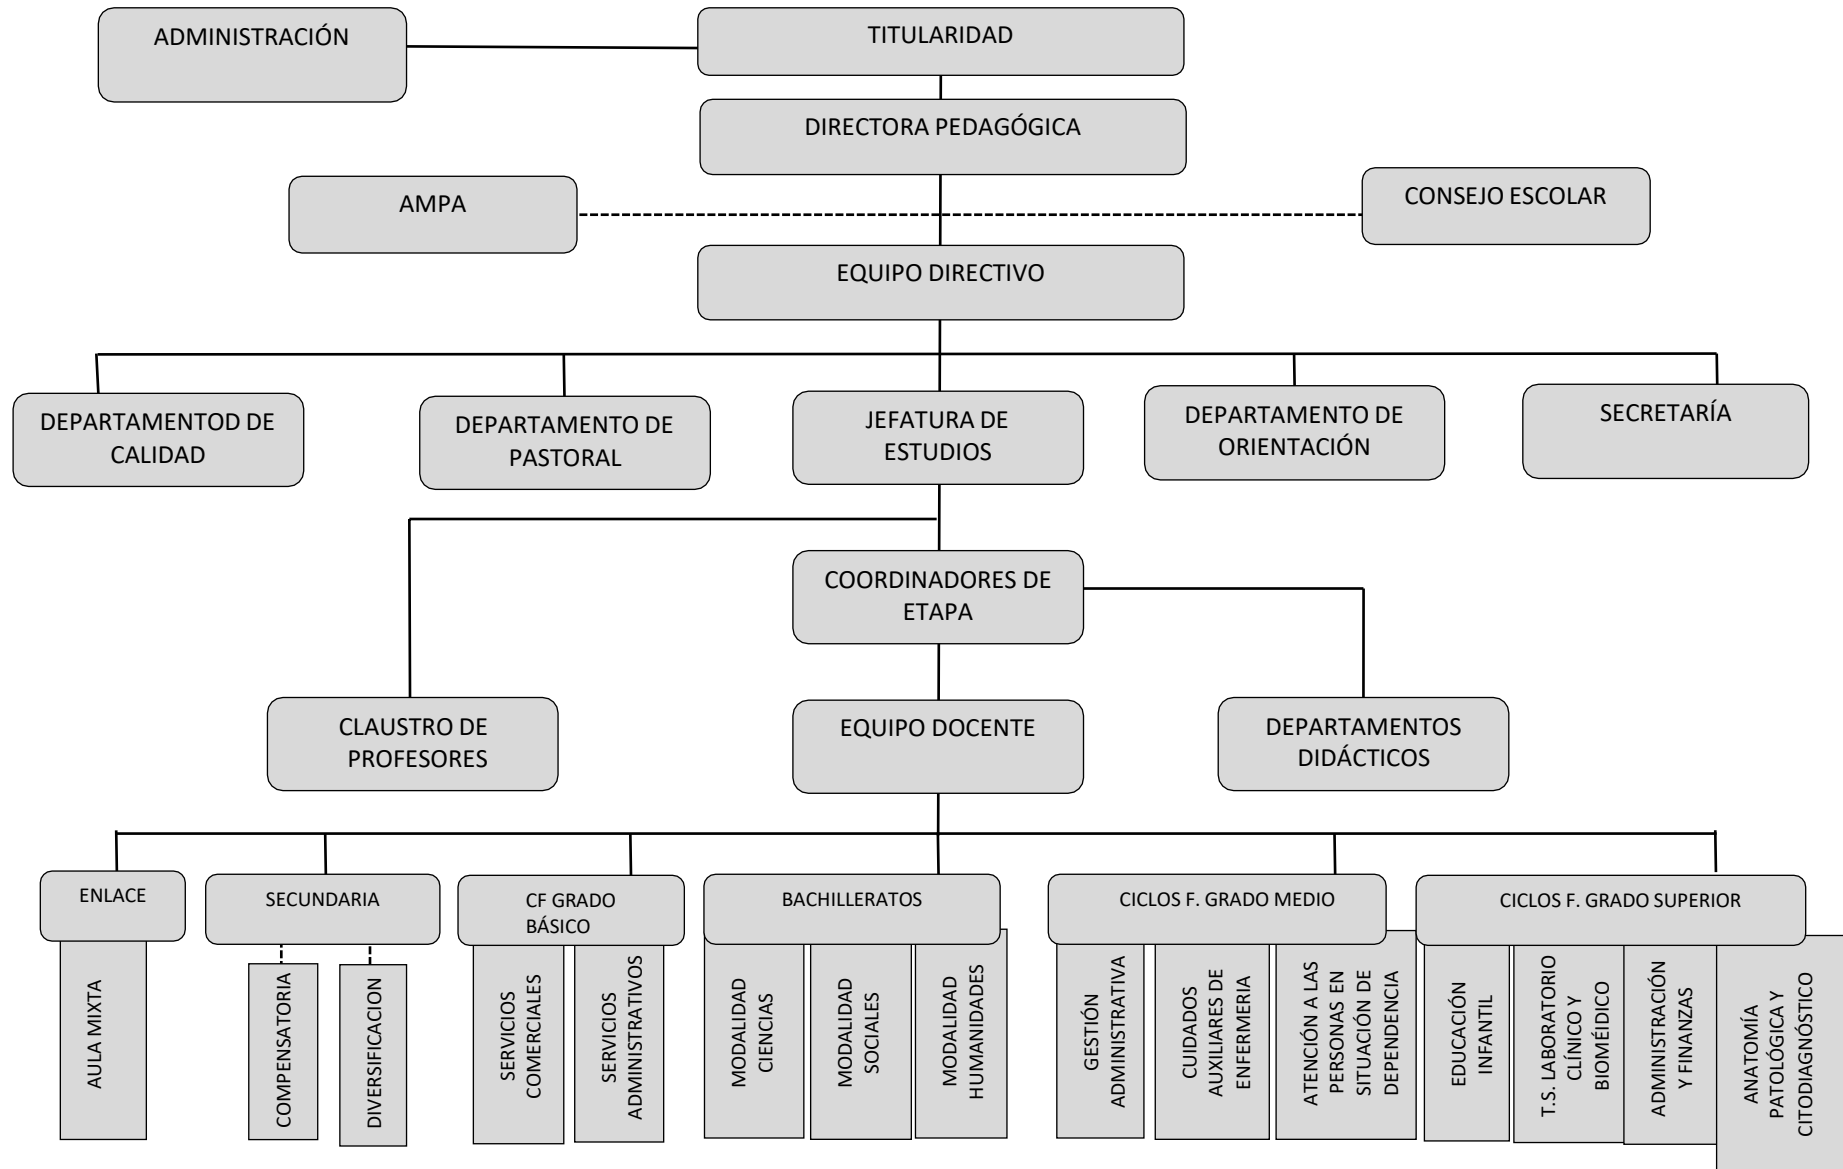 ADMINISTRACIÓN
TITULARIDAD
DIRECTORA PEDAGÓGICA
AMPA
CONSEJO ESCOLAR
EQUIPO DIRECTIVO
DEPARTAMENTOD DE
CALIDAD
DEPARTAMENTO DE
PASTORAL
JEFATURA DE
ESTUDIOS
DEPARTAMENTO DE
ORIENTACIÓN
SECRETARÍA
COORDINADORES DE
ETAPA
CLAUSTRO DE
PROFESORES
EQUIPO DOCENTE
DEPARTAMENTOS
DIDÁCTICOS
ENLACE
SECUNDARIA
CF GRADO
BÁSICO
BACHILLERATOS
CICLOS F. GRADO MEDIO
CICLOS F. GRADO SUPERIOR
AULA MIXTA
COMPENSATORIA
DIVERSIFICACION
SERVICIOS
COMERCIALES
SERVICIOS
ADMINISTRATIVOS
MODALIDAD
CIENCIAS
MODALIDAD
SOCIALES
MODALIDAD
HUMANIDADES
GESTIÓN
ADMINISTRATIVA
CUIDADOS
AUXILIARES DE
ENFERMERIA
ATENCIÓN A LAS
PERSONAS EN
SITUACIÓN DE
DEPENDENCIA
EDUCACIÓN
INFANTIL
T.S. LABORATORIO
CLÍNICO Y
BIOMÉIDICO
ADMINISTRACIÓN
Y FINANZAS
ANATOMÍA
PATOLÓGICA Y
CITODIAGNÓSTICO